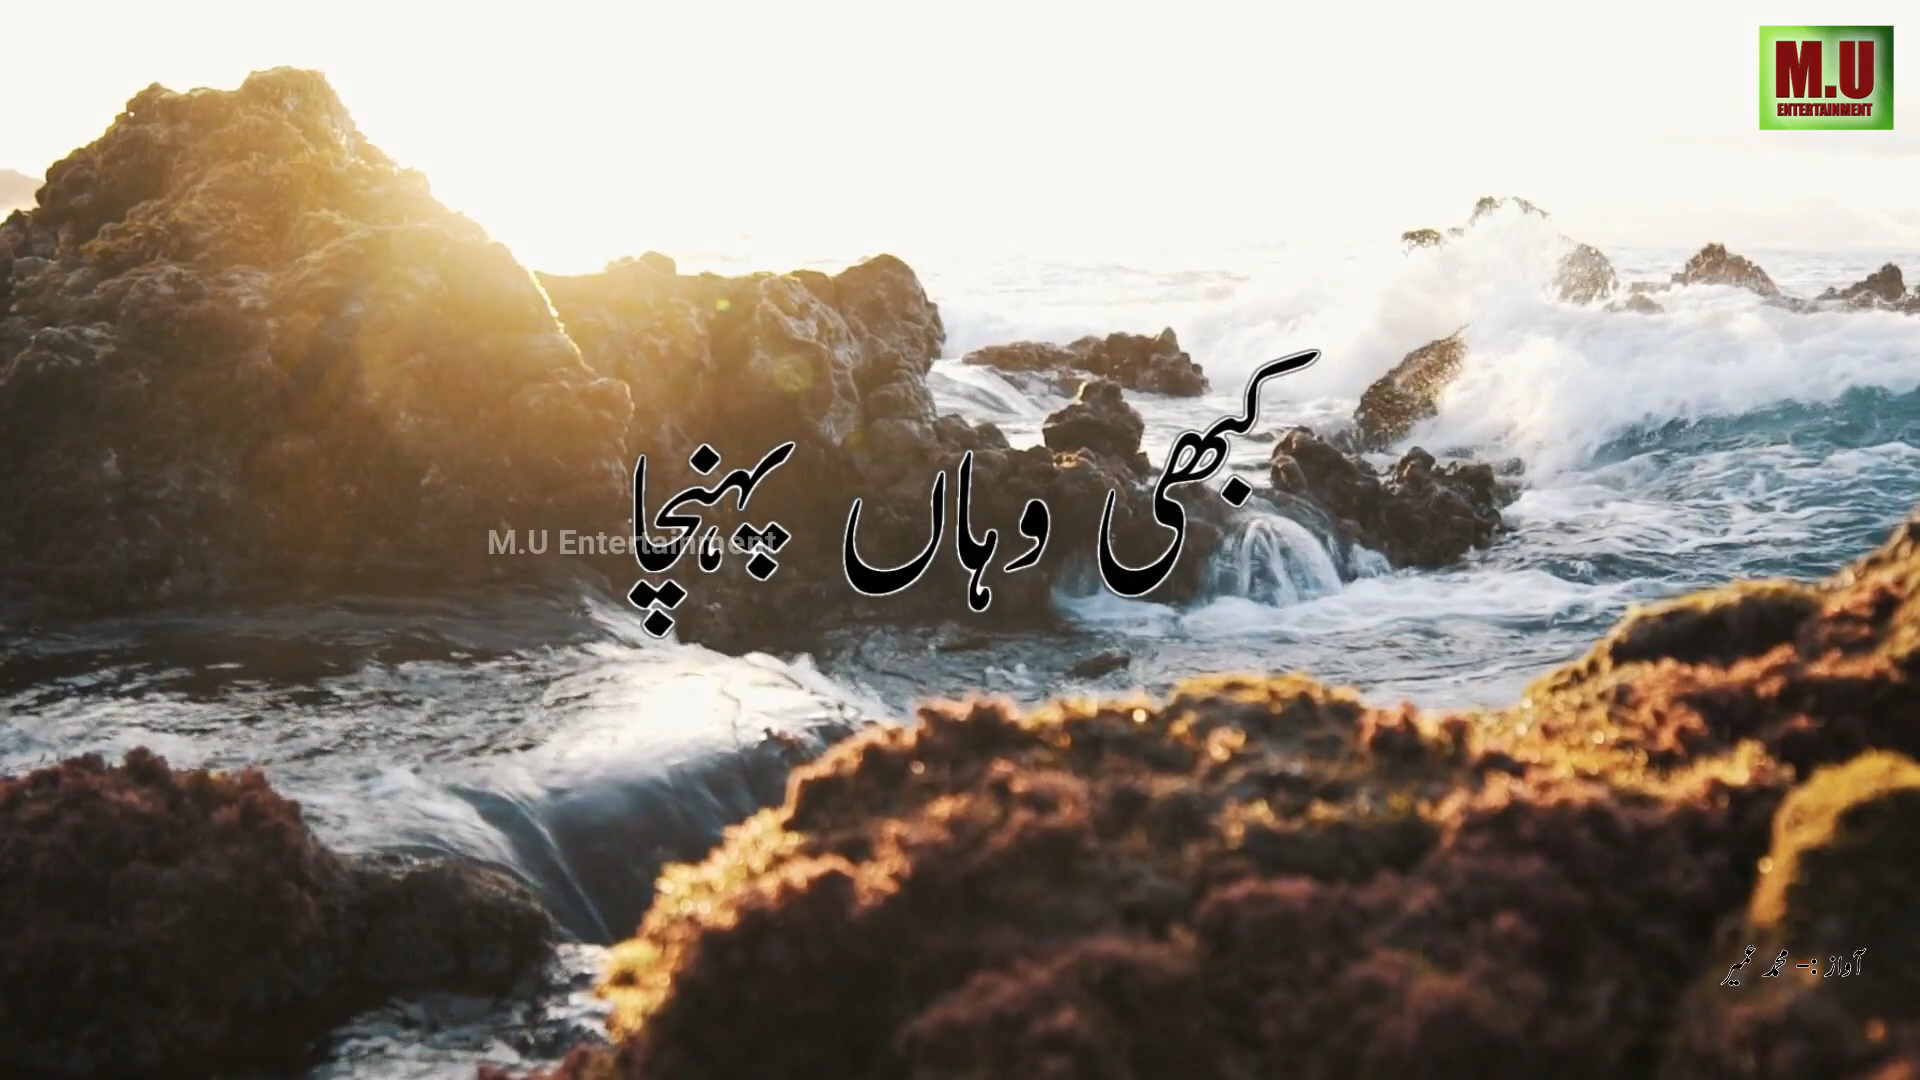 M.U
ENTERTAINMENT
کبھی وہاں پہنچا
M.U Entertainment
آواز :- محمد عمیر